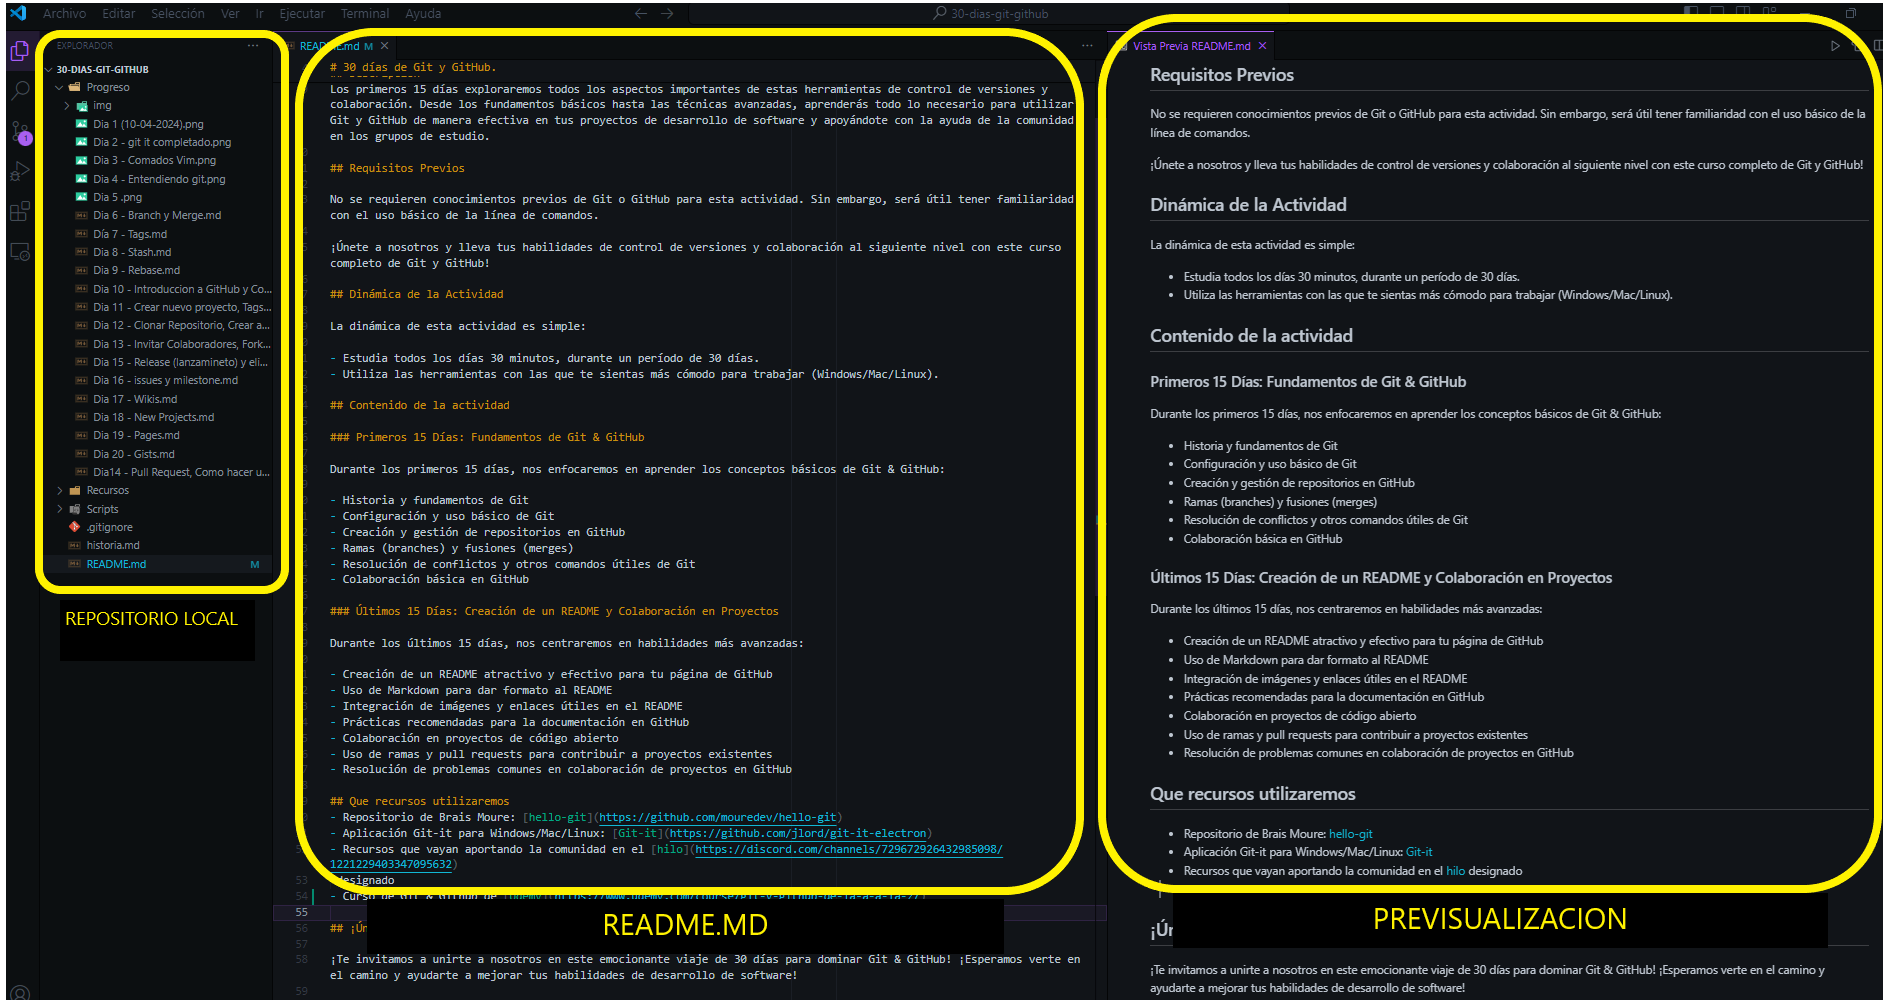 Archivo Editar Selección Ver Ir Ejecutar Terminal Ayuda
30-dias-git-github
EXPLORADOR
30-DIAS-GIT-GITHUB
Progreso
img
Dia 1 (10-04-2024).png
Dia 2 - git it completado.png
Dia 3 - Comados Vim.png
Dia 4 - Entendiendo git.png
Dia 5 .png
Dia 6 - Branch y Merge.md
Día 7 - Tags.md
Dia 8 - Stash.md
Dia 9 - Rebase.md
Dia 10 - Introduccion a GitHub y Co...
Dia 11 - Crear nuevo proyecto, Tags...
Dia 12 - Clonar Repositorio, Crear a...
Dia 13 - Invitar Colaboradores, Fork...
Dia 15 - Release (lanzamineto) y eli...
Dia 16 - issues y milestone.md
Dia 17 - Wikis.md
Dia 18 - New Projects.md
Dia 19 - Pages.md
Dia 20 - Gists.md
Dia14 - Pull Request, Como hacer u...
Recursos
Scripts
.gitignore
historia.md
README.md M
REPOSITORIO LOCAL
README.md M
# 30 días de Git y GitHub.
Los primeros 15 días exploraremos todos los aspectos importantes de estas herramientas de control de versiones y
colaboración. Desde los fundamentos básicos hasta las técnicas avanzadas, aprenderás todo lo necesario para utilizar
Git y GitHub de manera efectiva en tus proyectos de desarrollo de software y apoyándote con la ayuda de la comunidad
en los grupos de estudio.
## Requisitos Previos
No se requieren conocimientos previos de Git o GitHub para esta actividad. Sin embargo, será útil tener familiaridad
con el uso básico de la línea de comandos.
¡Únete a nosotros y lleva tus habilidades de control de versiones y colaboración al siguiente nivel con este curso
completo de Git y GitHub!
## Dinámica de la Actividad
La dinámica de esta actividad es simple:
- Estudia todos los días 30 minutos, durante un período de 30 días.
- Utiliza las herramientas con las que te sientas más cómodo para trabajar (Windows/Mac/Linux).
## Contenido de la actividad
### Primeros 15 Días: Fundamentos de Git & GitHub
Durante los primeros 15 días, nos enfocaremos en aprender los conceptos básicos de Git & GitHub:
- Historia y fundamentos de Git
- Configuración y uso básico de Git
- Creación y gestión de repositorios en GitHub
- Ramas (branches) y fusiones (merges)
- Resolución de conflictos y otros comandos útiles de Git
- Colaboración básica en GitHub
### Últimos 15 Días: Creación de un README y Colaboración en Proyectos
Durante los últimos 15 días, nos centraremos en habilidades más avanzadas:
- Creación de un README atractivo y efectivo para tu página de GitHub
- Uso de Markdown para dar formato al README
- Integración de imágenes y enlaces útiles en el README
- Prácticas recomendadas para la documentación en GitHub
- Colaboración en proyectos de código abierto
- Uso de ramas y pull requests para contribuir a proyectos existentes
- Resolución de problemas comunes en colaboración de proyectos en GitHub
## Que recursos utilizaremos
- Repositorio de Brais Moure: [hello-git](https://github.com/mouredev/hello-git)
- Aplicación Git-it para Windows/Mac/Linux: [Git-it](https://github.com/jlord/git-it-electron)
- Recursos que vayan aportando la comunidad en el [hilo](https://discord.com/channels/729672926432985098/
1221229403347095632)
53 designado
54 - Curso de Git & Github de
55
56 ## ¡Ún
57
58 ¡Te invitamos a unirte a nosotros en este emocionante viaje de 30 días para dominar Git & GitHub! ¡Esperamos verte en
el camino y ayudarte a mejorar tus habilidades de desarrollo de software!
59
README.MD
Vista Previa README.md
Requisitos Previos
No se requieren conocimientos previos de Git o GitHub para esta actividad. Sin embargo, será útil tener familiaridad con el uso básico de la
línea de comandos.
¡Únete a nosotros y lleva tus habilidades de control de versiones y colaboración al siguiente nivel con este curso completo de Git y GitHub!
Dinámica de la Actividad
La dinámica de esta actividad es simple:
• Estudia todos los días 30 minutos, durante un período de 30 días.
• Utiliza las herramientas con las que te sientas más cómodo para trabajar (Windows/Mac/Linux).
Contenido de la actividad
Primeros 15 Días: Fundamentos de Git & GitHub
Durante los primeros 15 días, nos enfocaremos en aprender los conceptos básicos de Git & GitHub:
• Historia y fundamentos de Git
• Configuración y uso básico de Git
• Creación y gestión de repositorios en GitHub
• Ramas (branches) y fusiones (merges)
• Resolución de conflictos y otros comandos útiles de Git
• Colaboración básica en GitHub
Últimos 15 Días: Creación de un README y Colaboración en Proyectos
Durante los últimos 15 días, nos centraremos en habilidades más avanzadas:
• Creación de un README atractivo y efectivo para tu página de GitHub
• Uso de Markdown para dar formato al README
• Integración de imágenes y enlaces útiles en el README
• Prácticas recomendadas para la documentación en GitHub
• Colaboración en proyectos de código abierto
• Uso de ramas y pull requests para contribuir a proyectos existentes
• Resolución de problemas comunes en colaboración de proyectos en GitHub
Que recursos utilizaremos
• Repositorio de Brais Moure: hello-git
• Aplicación Git-it para Windows/Mac/Linux: Git-it
• Recursos que vayan aportando la comunidad en el hilo designado
PREVISUALIZACION
¡Ún
¡Te invitamos a unirte a nosotros en este emocionante viaje de 30 días para dominar Git & GitHub! ¡Esperamos verte en el camino y
ayudarte a mejorar tus habilidades de desarrollo de software!